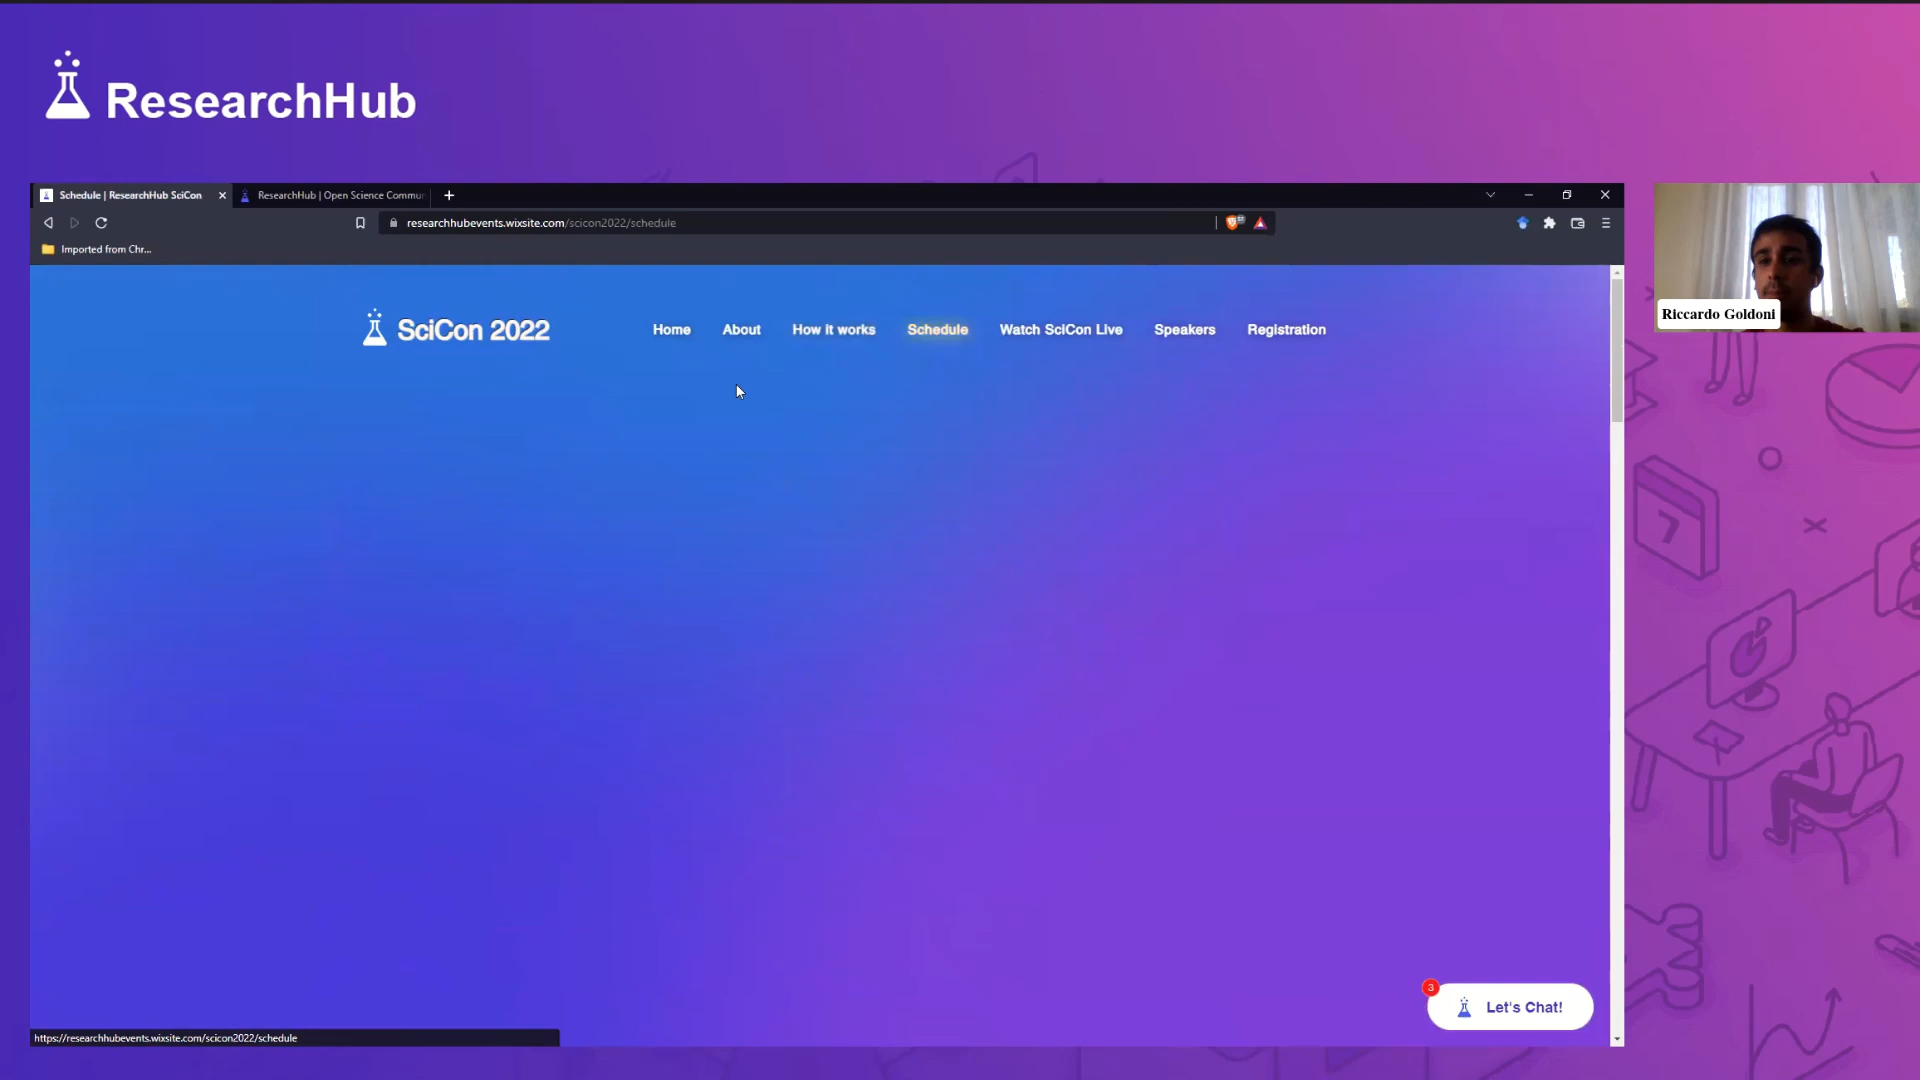 ResearchHub
Schedule | ResearchHub SciCon
ResearchHub | Open Science Commu
researchhubevents.wixsite.com/scicon2022/schedule
Imported from Chr...
SciCon 2022
Home
About
How it works
Schedule
Watch SciCon Live
Speakers
Registration
Riccardo Goldoni
7
3
Let's Chat!
https://researchhubevents.wixsite.com/scicon2022/schedule